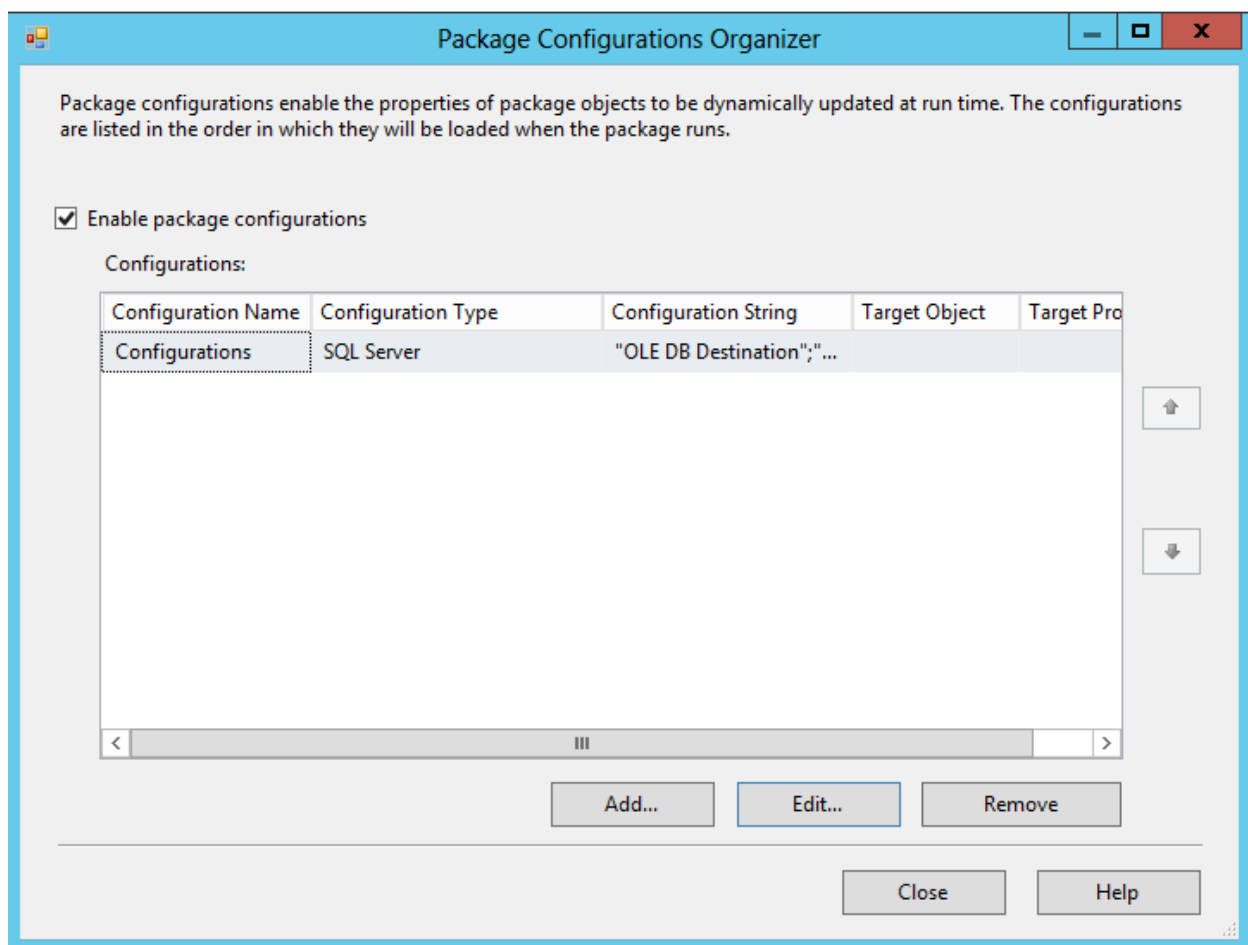 Package Configurations Organizer
Package configurations enable the properties of package objects to be dynamically updated at run time. The configurations
are listed in the order in which they will be loaded when the package runs.
Enable package configurations
Configurations:
Configuration Name Configuration Type Configuration String Target Object Target Pro
Configurations SQL Server "OLE DB Destination";"...
Add... Edit... Remove
Close Help